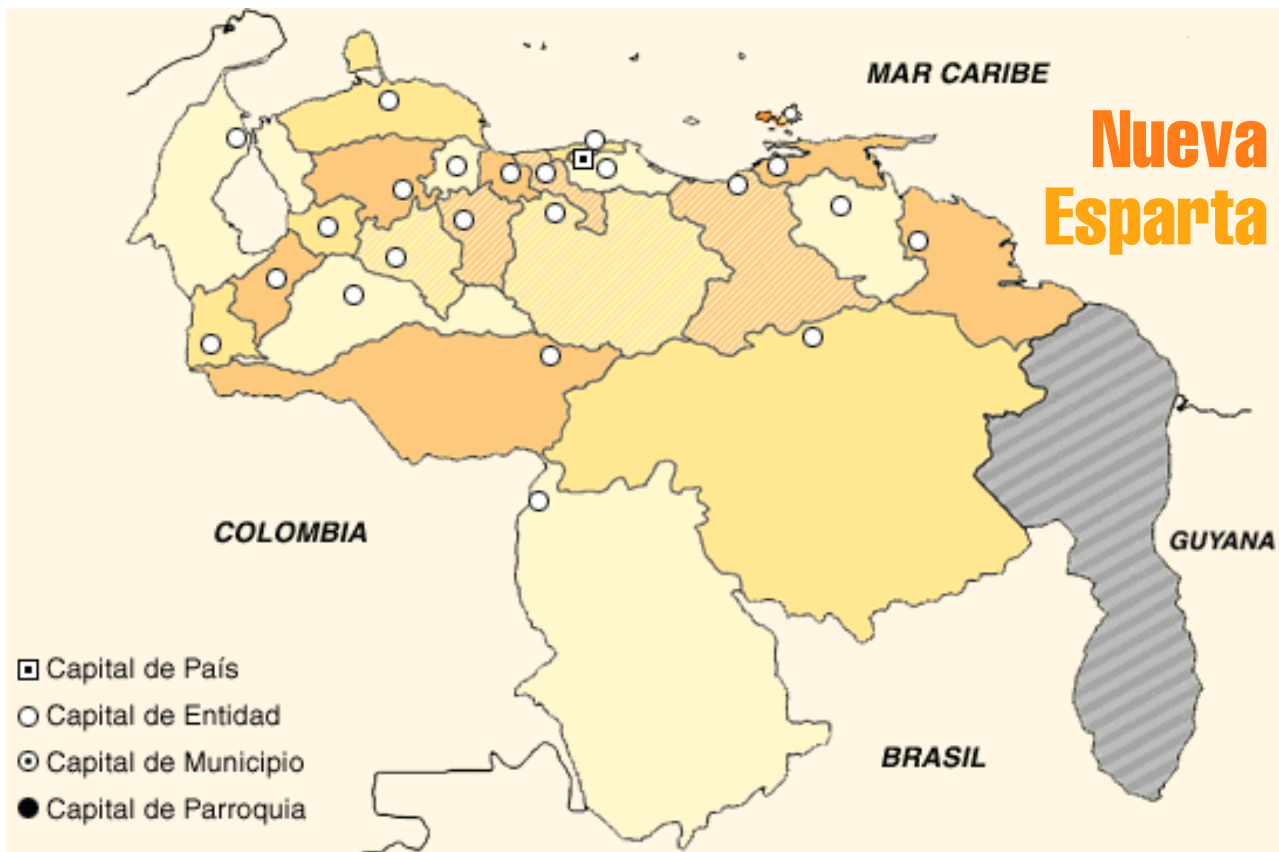 MAR CARIBE
Nueva
Esparta
COLOMBIA
GUYANA
BRASIL
Capital de País
Capital de Entidad
Capital de Municipio
Capital de Parroquia